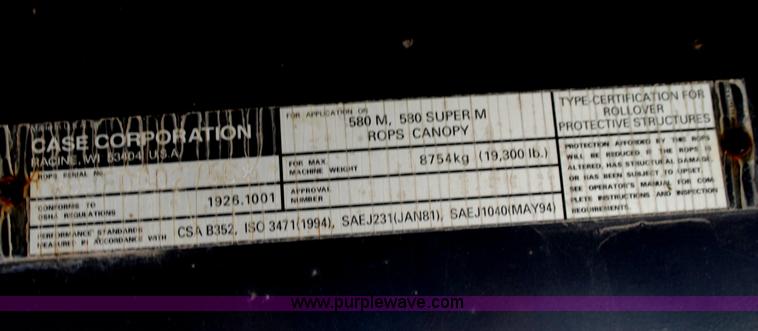 Made by
CASE CORPORATION
RACINE, WI 53404 U.S.A.
ROPS SERIAL No.
CONFORMS TO
OSHA REGULATIONS
1926.1001
PERFORMANCE STANDARDS
(FEATURE) IN ACCORDANCE WITH
CSA B352, ISO 3471(1994), SAEJ231(JAN81), SAEJ1040(MAY94)
FOR APPLICATION ON
580 M, 580 SUPER M
ROPS CANOPY
FOR MAX
MACHINE WEIGHT
8754kg (19,300 lb.)
APPROVAL
NUMBER
TYPE-CERTIFICATION FOR
ROLLOVER
PROTECTIVE STRUCTURES
PROTECTION AFFORDED BY THE ROPS
WILL BE REDUCED IF THE ROPS IS
ALTERED, HAS STRUCTURAL DAMAGE,
OR HAS BEEN SUBJECT TO UPSET.
SEE OPERATOR'S MANUAL FOR COM-
PLETE INSTRUCTIONS AND INSPECTION
REQUIREMENTS.
www.purplewave.com